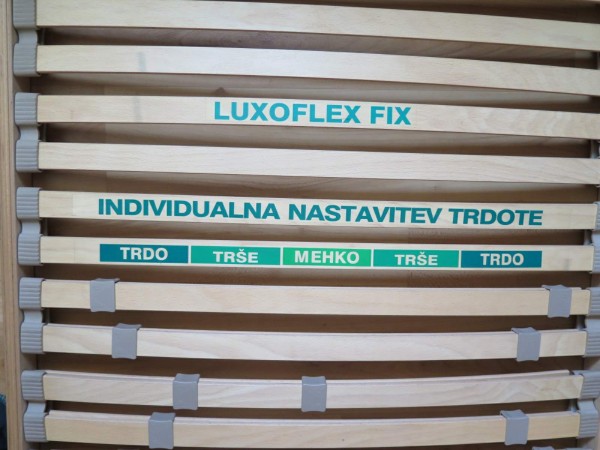 LUXOFLEX FIX
INDIVIDUALNA NASTAVITEV TRDOTE
TRDO TRŠE MEHKO TRŠE TRDO